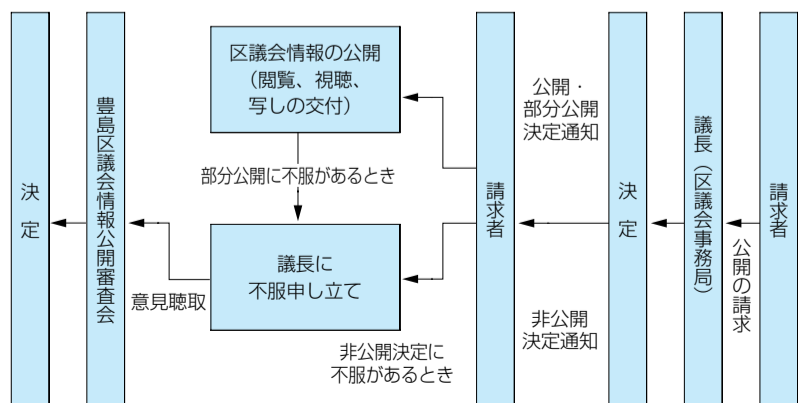 請求者
公開の請求
議長（区議会事務局）
決定
公開・
部分公開
決定通知
非公開
決定通知
請求者
区議会情報の公開
（閲覧、視聴、
写しの交付）
部分公開に不服があるとき
議長に
不服申し立て
非公開決定に
不服があるとき
意見聴取
豊島区議会情報公開審査会
決定